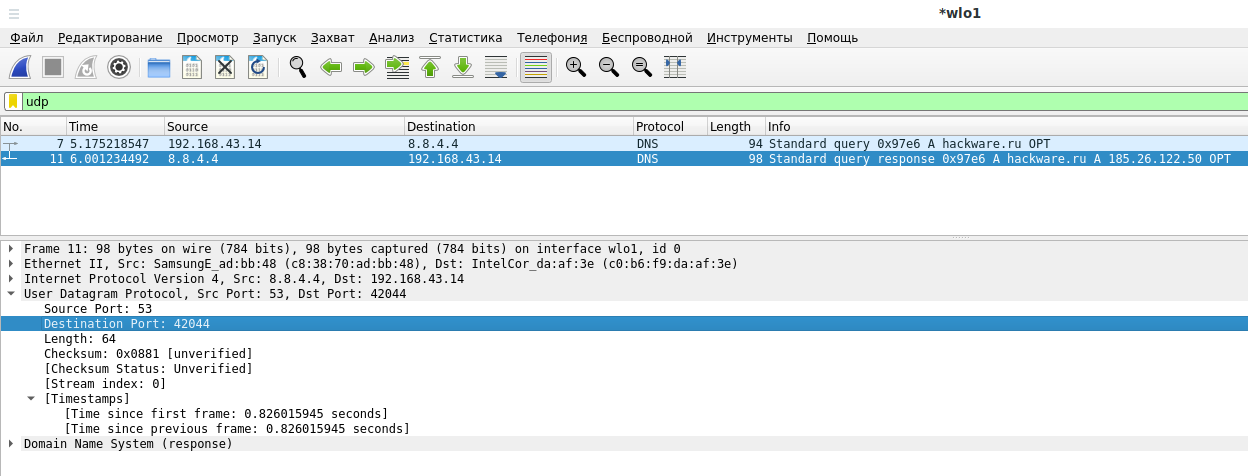 *wlo1
Файл Редактирование Просмотр Запуск Захват Анализ Статистика Телефония Беспроводной Инструменты Помощь
udp
No. Time Source Destination Protocol Length Info
7 5.175218547 192.168.43.14 8.8.4.4 DNS 94 Standard query 0x97e6 A hackware.ru OPT
11 6.001234492 8.8.4.4 192.168.43.14 DNS 98 Standard query response 0x97e6 A hackware.ru A 185.26.122.50 OPT
Frame 11: 98 bytes on wire (784 bits), 98 bytes captured (784 bits) on interface wlo1, id 0
Ethernet II, Src: SamsungE_ad:bb:48 (c8:38:70:ad:bb:48), Dst: IntelCor_da:af:3e (c0:b6:f9:da:af:3e)
Internet Protocol Version 4, Src: 8.8.4.4, Dst: 192.168.43.14
User Datagram Protocol, Src Port: 53, Dst Port: 42044
Source Port: 53
Destination Port: 42044
Length: 64
Checksum: 0x0881 [unverified]
[Checksum Status: Unverified]
[Stream index: 0]
[Timestamps]
[Time since first frame: 0.826015945 seconds]
[Time since previous frame: 0.826015945 seconds]
Domain Name System (response)